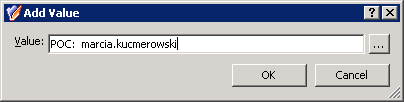 Add Value
Value: POC:  marcia.kucmerowski ...
OK Cancel